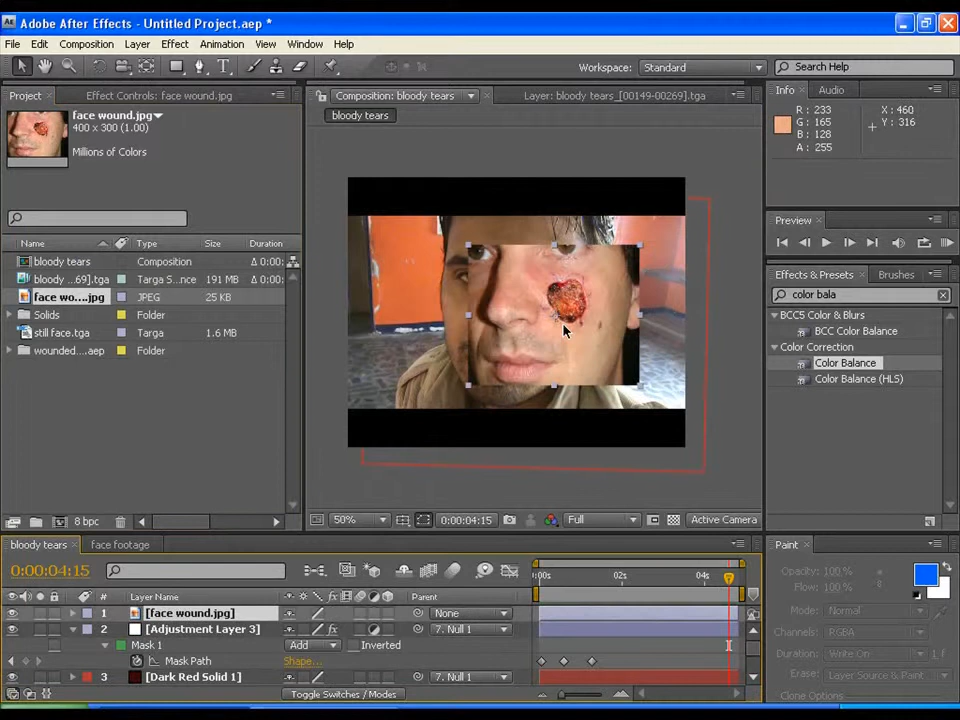 Adobe After Effects - Untitled Project.aep *
File Edit Composition Layer Effect Animation View Window Help
Workspace: Standard Search Help
Project Effect Controls: face wound.jpg
Composition: bloody tears Layer: bloody tears_[00149-00269].tga
Info Audio
face wound.jpg
400 x 300 (1.00)
Millions of Colors
bloody tears
R: 233 X: 460
G: 165 Y: 316
B: 128
A: 255
Preview
Effects & Presets Brushes
color bala
BCC5 Color & Blurs
BCC Color Balance
Color Correction
Color Balance
Color Balance (HLS)
Name Type Size Duration
bloody tears Composition Δ 0:00:
bloody ...69].tga Targa S...nce 191 MB Δ 0:00:
face wo....jpg JPEG 25 KB
Solids Folder
still face.tga Targa 1.6 MB
wounded....aep Folder
8 bpc
50% 0:00:04:15 Full Active Camera
bloody tears face footage
0:00:04:15
:00s 02s 04s
# Layer Name Parent
1 [face wound.jpg] None
2 [Adjustment Layer 3] 7. Null 1
Mask 1 Add Inverted
Mask Path Shape...
3 [Dark Red Solid 1] 7. Null 1
Toggle Switches / Modes
Paint
Opacity: 100 %
Flow: 100 %
Mode: Normal
Channels: RGBA
Duration: Write On
Erase: Layer Source & Paint
Clone Options